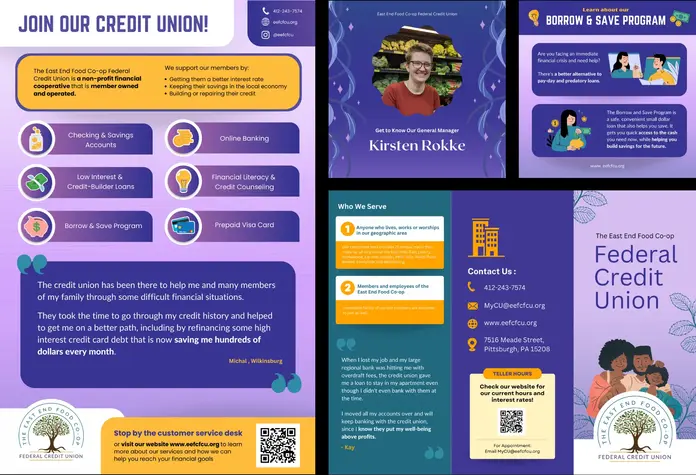 JOIN OUR CREDIT UNION!
412-243-7574
eefcfcu.org
@eefcfcu
The East End Food Co-op Federal
Credit Union is a non-profit financial
cooperative that is member owned
and operated.
We support our members by:
• Getting them a better interest rate
• Keeping their savings in the local economy
• Building or repairing their credit
Checking & Savings
Accounts
Online Banking
Low Interest &
Credit-Builder Loans
Financial Literacy &
Credit Counseling
Borrow & Save Program
Prepaid Visa Card
The credit union has been there to help me and many members
of my family through some difficult financial situations.
They took the time to go through my credit history and helped
to get me on a better path, including by refinancing some high
interest credit card debt that is now saving me hundreds of
dollars every month.
Michal , Wilkinsburg
THE EAST END FOOD CO-OP
FEDERAL CREDIT UNION
Stop by the customer service desk
or visit our website www.eefcfcu.org to learn
more about our services and how we can
help you reach your financial goals
East End Food Co-op Federal Credit Union
Get to Know Our General Manager
Kirsten Rokke
Learn about our
BORROW & SAVE PROGRAM
Are you facing an immediate
financial crisis and need help?
There's a better alternative to
pay-day and predatory loans.
The Borrow and Save Program is
a safe, convenient small dollar
loan that also helps you save. It
gets you quick access to the cash
you need now, while helping you
build savings for the future.
www. eefcfcu.org
Who We Serve
1 Anyone who lives, works or worships
in our geographic area
2 Members and employees of the
East End Food Co-op
When I lost my job and my large
regional bank was hitting me with
overdraft fees, the credit union gave
me a loan to stay in my apartment even
though I didn't even bank with them at
the time.
I moved all my accounts over and will
keep banking with the credit union,
since I know they put my well-being
above profits.
- Kay
Contact Us :
412-243-7574
MyCU@eefcfcu.org
www.eefcfcu.org
7516 Meade Street,
Pittsburgh, PA 15208
TELLER HOURS
Check our website for
our current hours and
interest rates!
For Appointment:
Email MyCU@eefcfcu.org
The East End Food Co-op
Federal
Credit
Union
THE EAST END FOOD CO-OP
FEDERAL CREDIT UNION